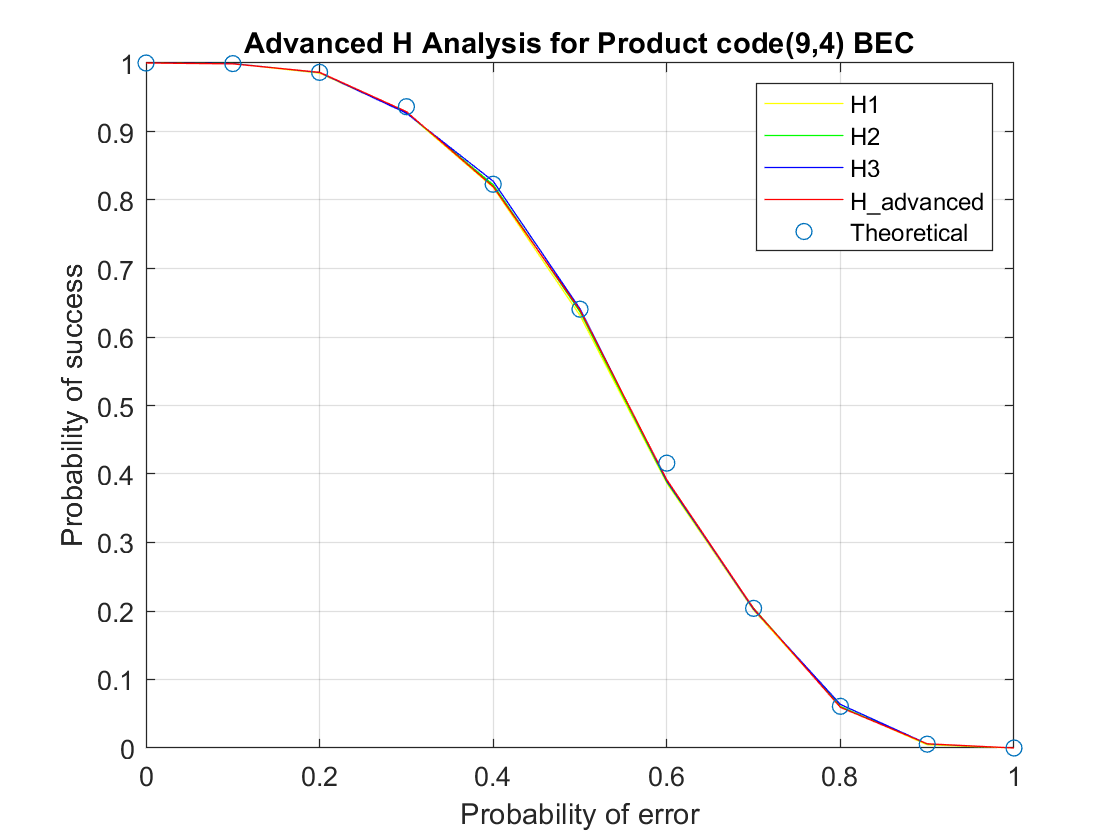 Advanced H Analysis for Product code(9,4) BEC
1
0.9
0.8
0.7
0.6
0.5
0.4
0.3
0.2
0.1
0
Probability of success
H1
H2
H3
H_advanced
Theoretical
0 0.2 0.4 0.6 0.8 1
Probability of error